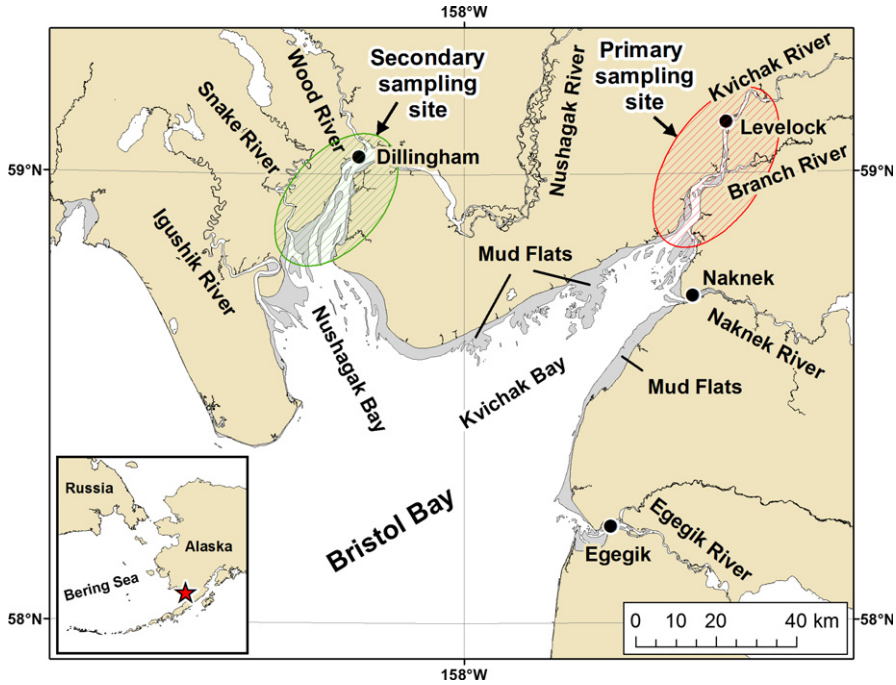 158°W
Wood River
Secondary
sampling
site
Nushagak River
Primary
sampling
site
Kvichak River
Snake River
Levelock
Dillingham
59°N
59°N
Branch River
Igushik River
Mud Flats
Naknek
Naknek River
Nushagak Bay
Kvichak Bay
Mud Flats
Russia
Alaska
Bering Sea
Bristol Bay
Egegik
Egegik River
58°N
58°N
0 10 20 40 km
158°W